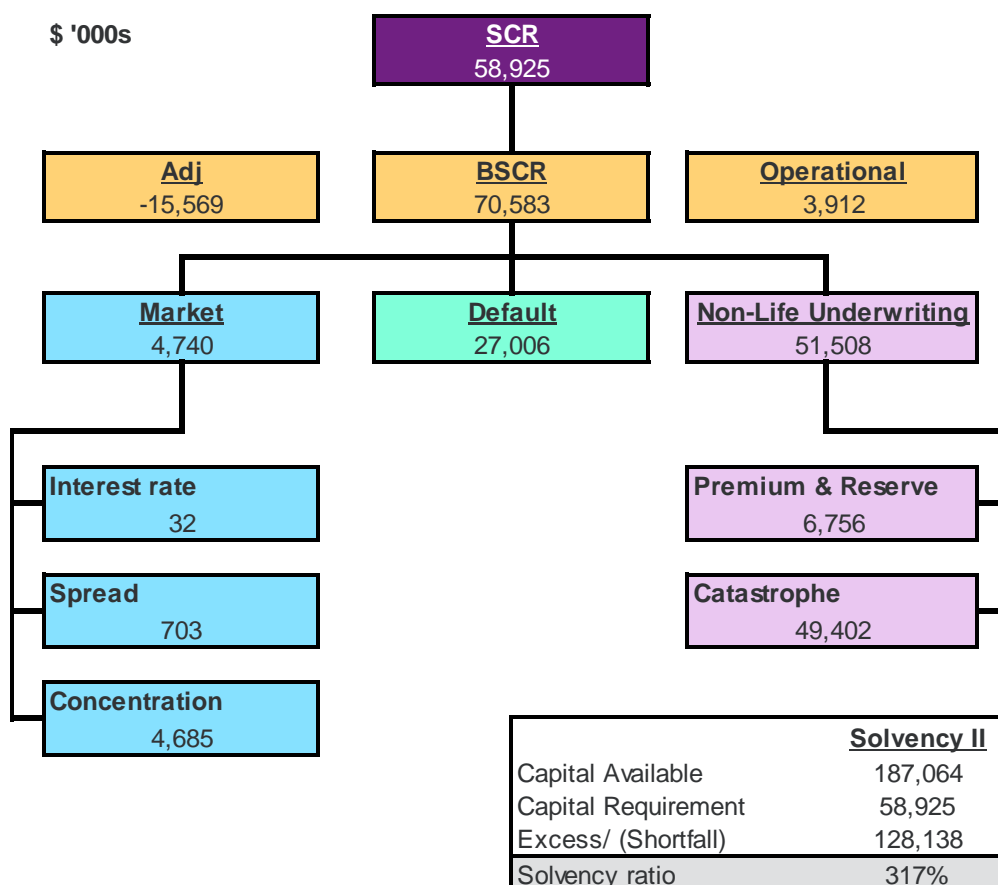 $ '000s
SCR
58,925
Adj
-15,569
BSCR
70,583
Operational
3,912
Market
4,740
Default
27,006
Non-Life Underwriting
51,508
Interest rate
32
Premium & Reserve
6,756
Spread
703
Catastrophe
49,402
Concentration
4,685
Solvency II
Capital Available 187,064
Capital Requirement 58,925
Excess/ (Shortfall) 128,138
Solvency ratio 317%